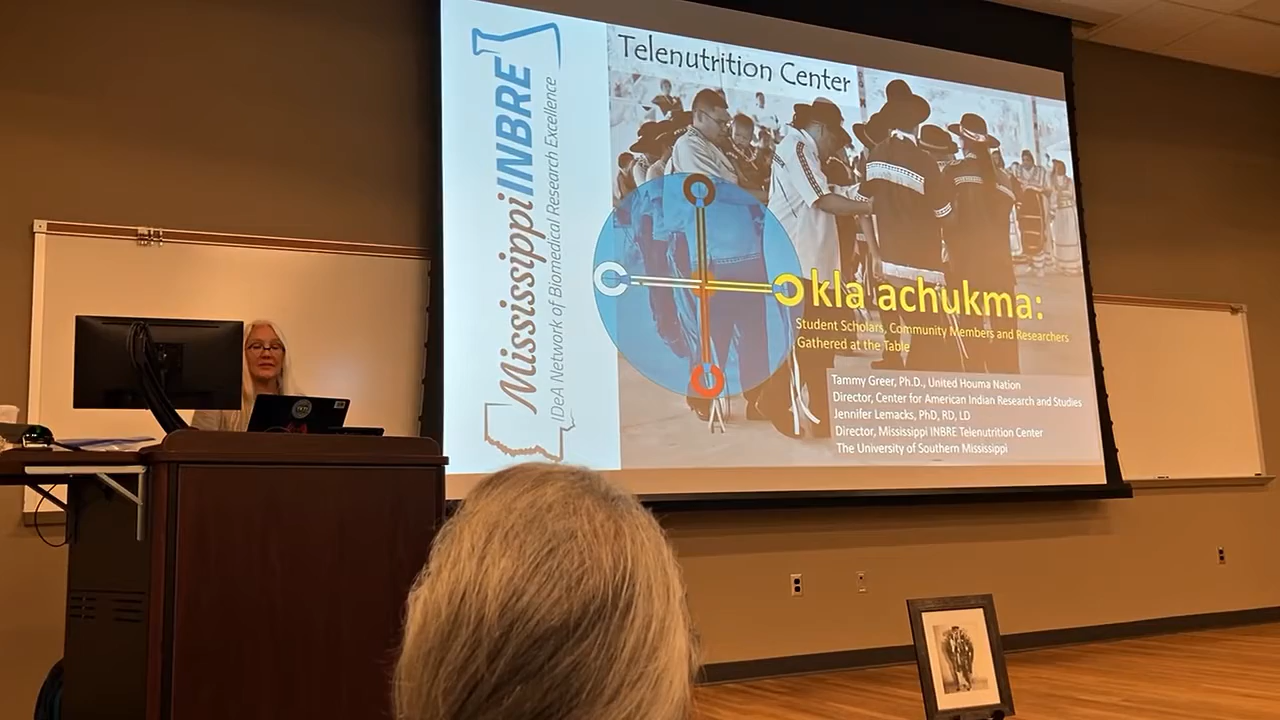 MississippiINBRE
IDeA Network of Biomedical Research Excellence
Telenutrition Center
Okla achukma:
Student Scholars, Community Members and Researchers
Gathered at the Table
Tammy Greer, Ph.D., United Houma Nation
Director, Center for American Indian Research and Studies
Jennifer Lemacks, PhD, RD, LD
Director, Mississippi INBRE Telenutrition Center
The University of Southern Mississippi